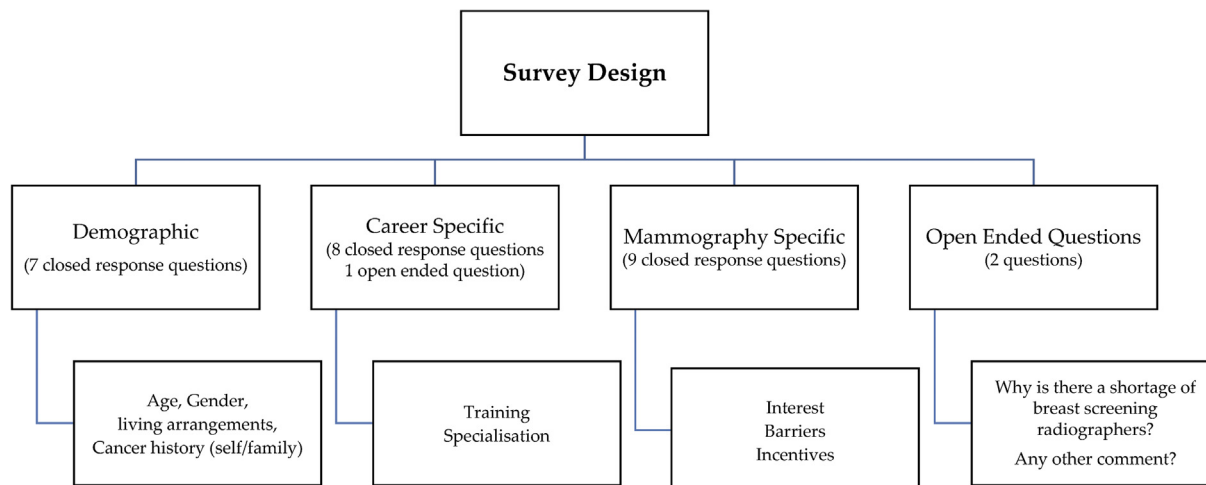 Survey Design
Demographic
(7 closed response questions)
Career Specific
(8 closed response questions
1 open ended question)
Mammography Specific
(9 closed response questions)
Open Ended Questions
(2 questions)
Age, Gender,
living arrangements,
Cancer history (self/family)
Training
Specialisation
Interest
Barriers
Incentives
Why is there a shortage of
breast screening
radiographers?
Any other comment?